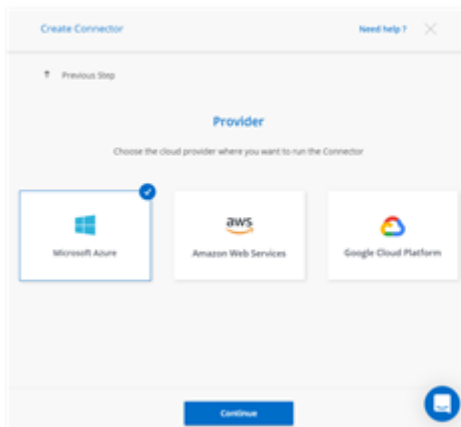 Create Connector
Need help ?
Previous Step
Provider
Choose the cloud provider where you want to run the Connector
Microsoft Azure
aws
Amazon Web Services
Google Cloud Platform
Continue